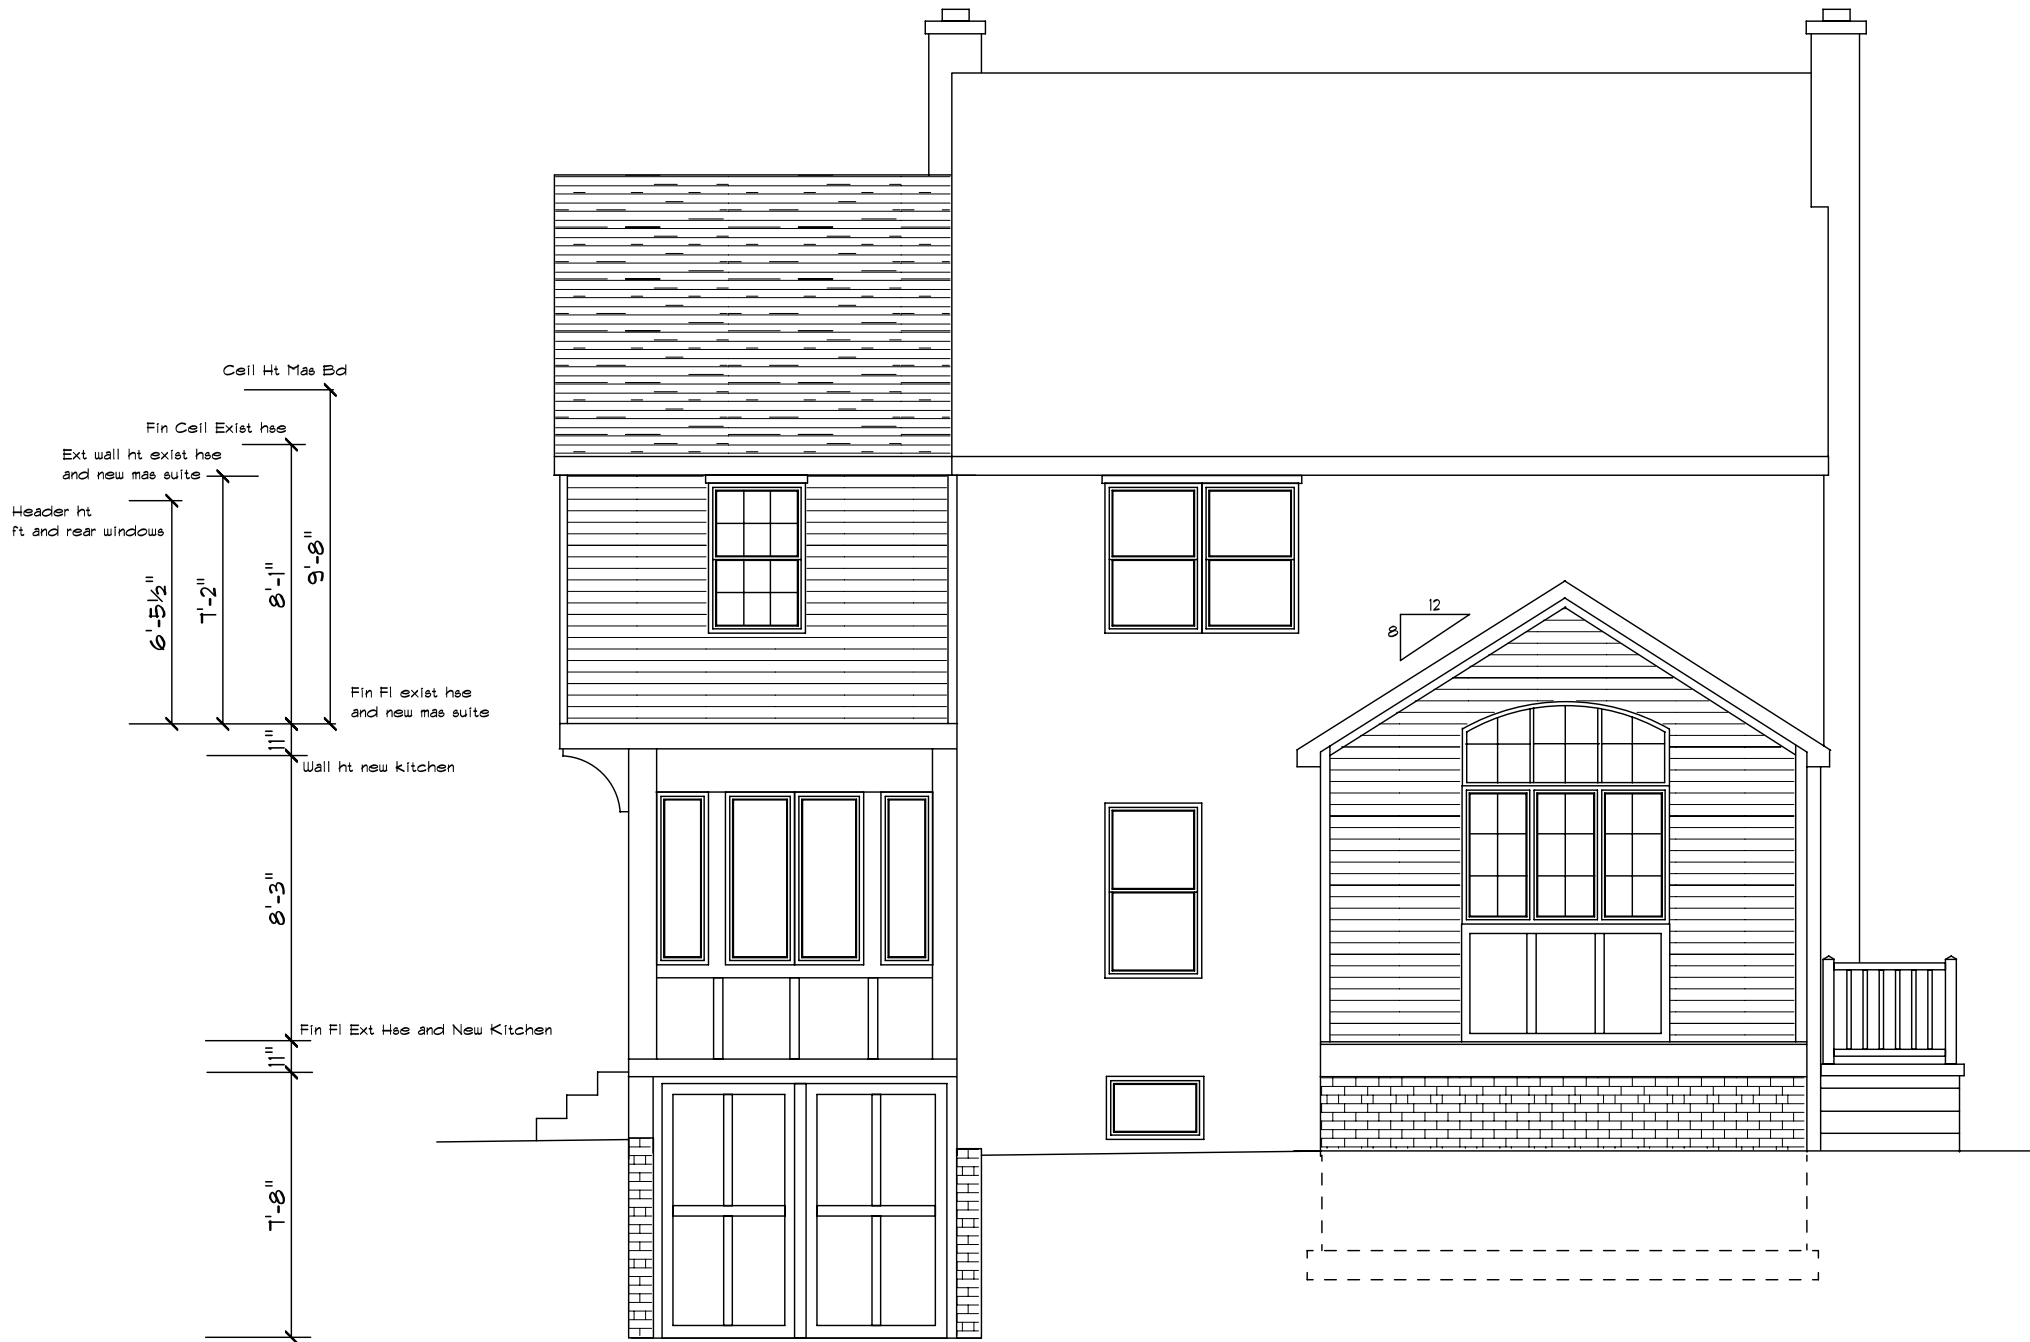 Ceil Ht Mas Bd
Fin Ceil Exist hse
Ext wall ht exist hse
and new mas suite
Header ht
ft and rear windows
6'-5½"
7'-2"
8'-1"
9'-8"
12
8
Fin Fl exist hse
and new mas suite
11"
Wall ht new kitchen
8'-3"
Fin Fl Ext Hse and New Kitchen
11"
7'-8"